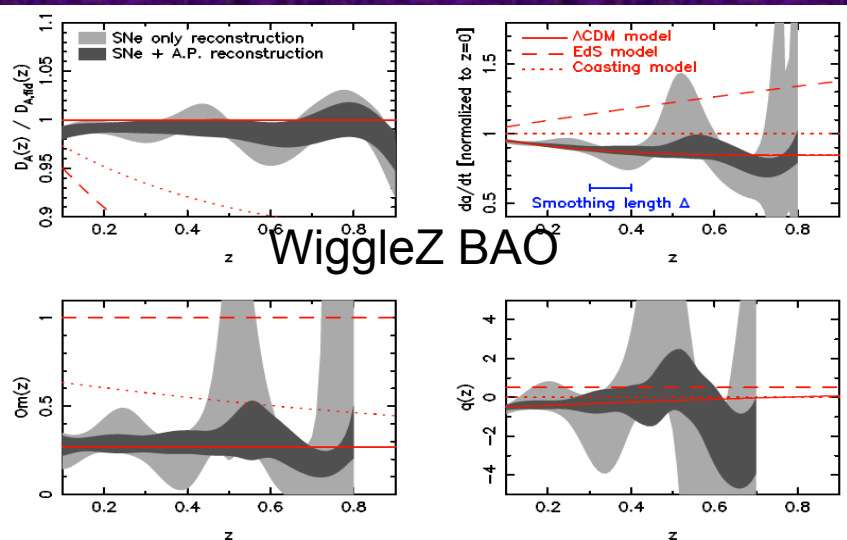 1.1
1.05
1
0.95
0.9
D_A(z) / D_A,fid(z)
SNe only reconstruction
SNe + A.P. reconstruction
0.2
0.4
0.6
0.8
z
1.5
1
0.5
da/dt [normalized to z=0]
ΛCDM model
EdS model
Coasting model
Smoothing length Δ
0.2
0.4
0.6
0.8
z
WiggleZ BAO
1
0.5
0
Om(z)
0.2
0.4
0.6
0.8
z
4
2
0
−2
−4
q(z)
0.2
0.4
0.6
0.8
z